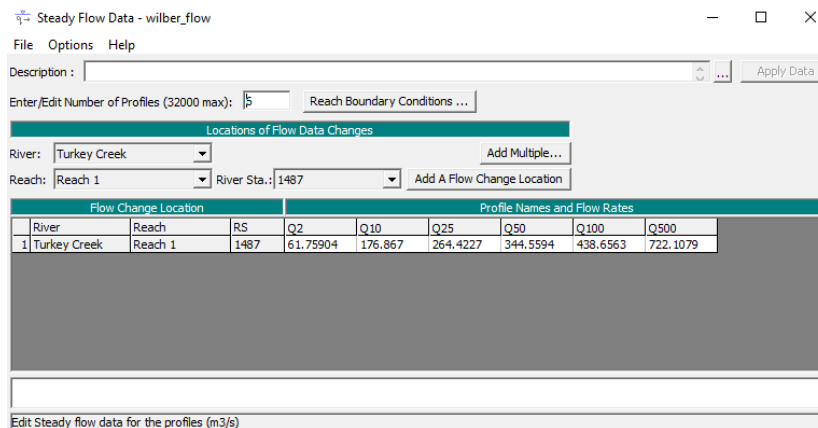 Steady Flow Data - wilber_flow
File Options Help
Description : ... Apply Data
Enter/Edit Number of Profiles (32000 max): 5 Reach Boundary Conditions ...
Locations of Flow Data Changes
River: Turkey Creek Add Multiple...
Reach: Reach 1 River Sta.: 1487 Add A Flow Change Location
Flow Change Location Profile Names and Flow Rates
River Reach RS Q2 Q10 Q25 Q50 Q100 Q500
1 Turkey Creek Reach 1 1487 61.75904 176.867 264.4227 344.5594 438.6563 722.1079
Edit Steady flow data for the profiles (m3/s)